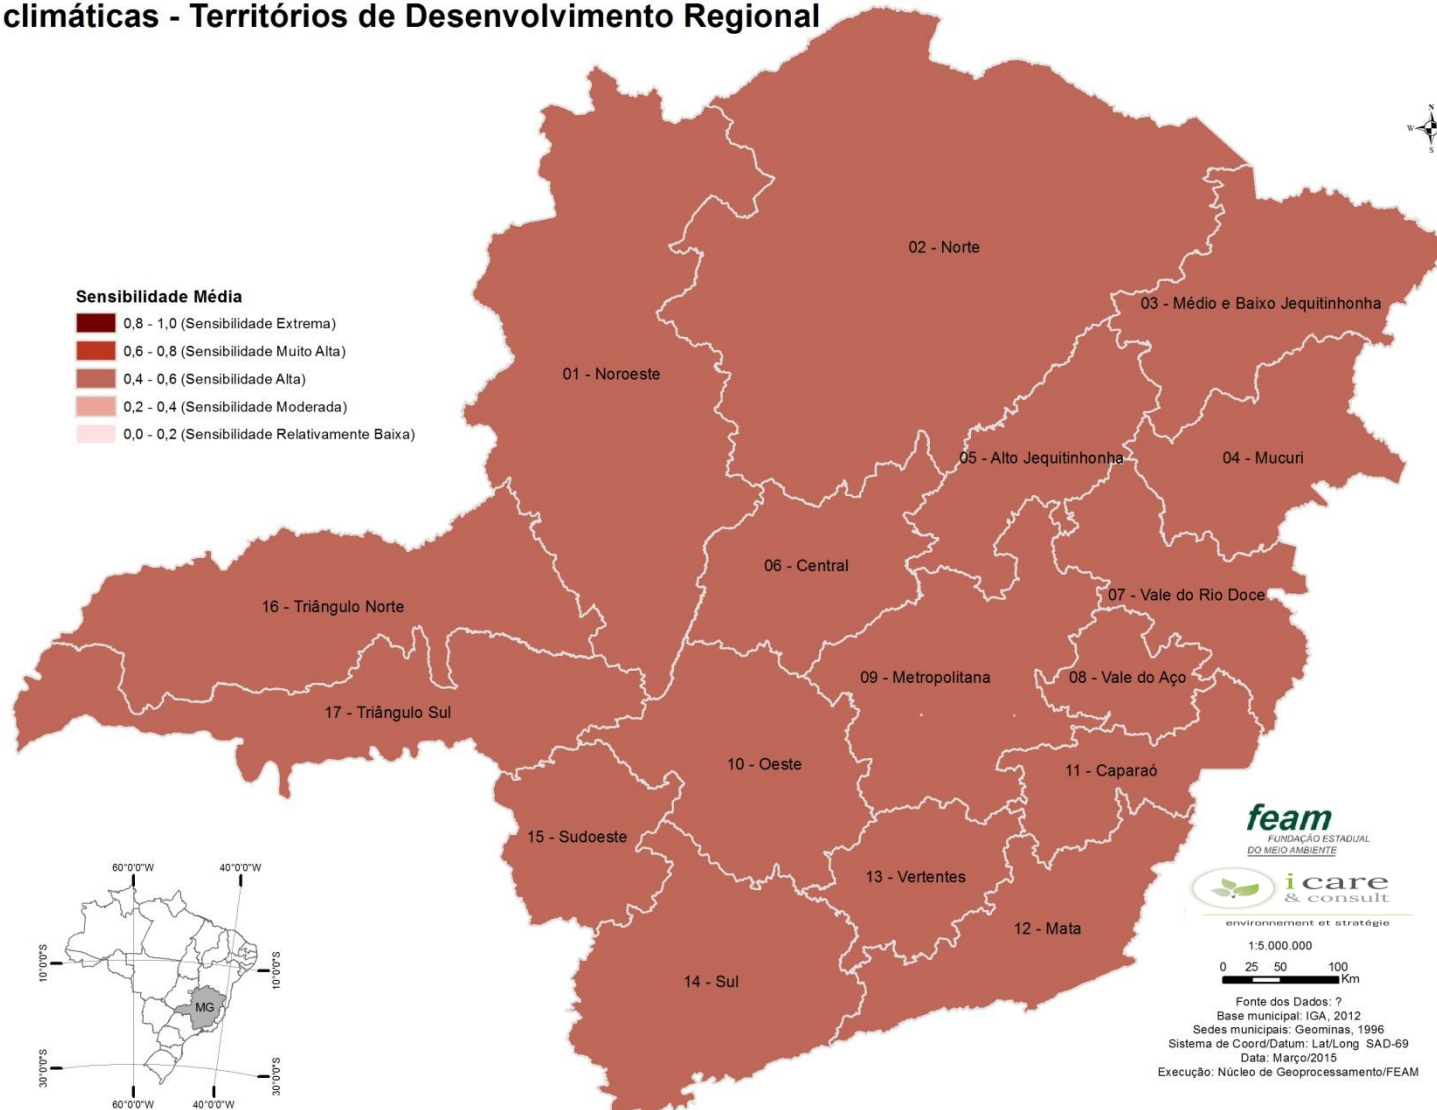 climáticas - Territórios de Desenvolvimento Regional
N
W
S
02 - Norte
Sensibilidade Média
0,8 - 1,0 (Sensibilidade Extrema)
0,6 - 0,8 (Sensibilidade Muito Alta)
0,4 - 0,6 (Sensibilidade Alta)
0,2 - 0,4 (Sensibilidade Moderada)
0,0 - 0,2 (Sensibilidade Relativamente Baixa)
03 - Médio e Baixo Jequitinhonha
01 - Noroeste
05 - Alto Jequitinhonha
04 - Mucuri
06 - Central
16 - Triângulo Norte
07 - Vale do Rio Doce
09 - Metropolitana
08 - Vale do Aço
17 - Triângulo Sul
10 - Oeste
11 - Caparaó
15 - Sudoeste
13 - Vertentes
12 - Mata
14 - Sul
feam
FUNDAÇÃO ESTADUAL
DO MEIO AMBIENTE
i care
& consult
environnement et stratégie
1:5.000.000
0 25 50 100
Km
Fonte dos Dados: ?
Base municipal: IGA, 2012
Sedes municipais: Geominas, 1996
Sistema de Coord/Datum: Lat/Long SAD-69
Data: Março/2015
Execução: Núcleo de Geoprocessamento/FEAM
60°0'0"W 40°0'0"W
10°0'0"S 10°0'0"S
MG
30°0'0"S 30°0'0"S
60°0'0"W 40°0'0"W